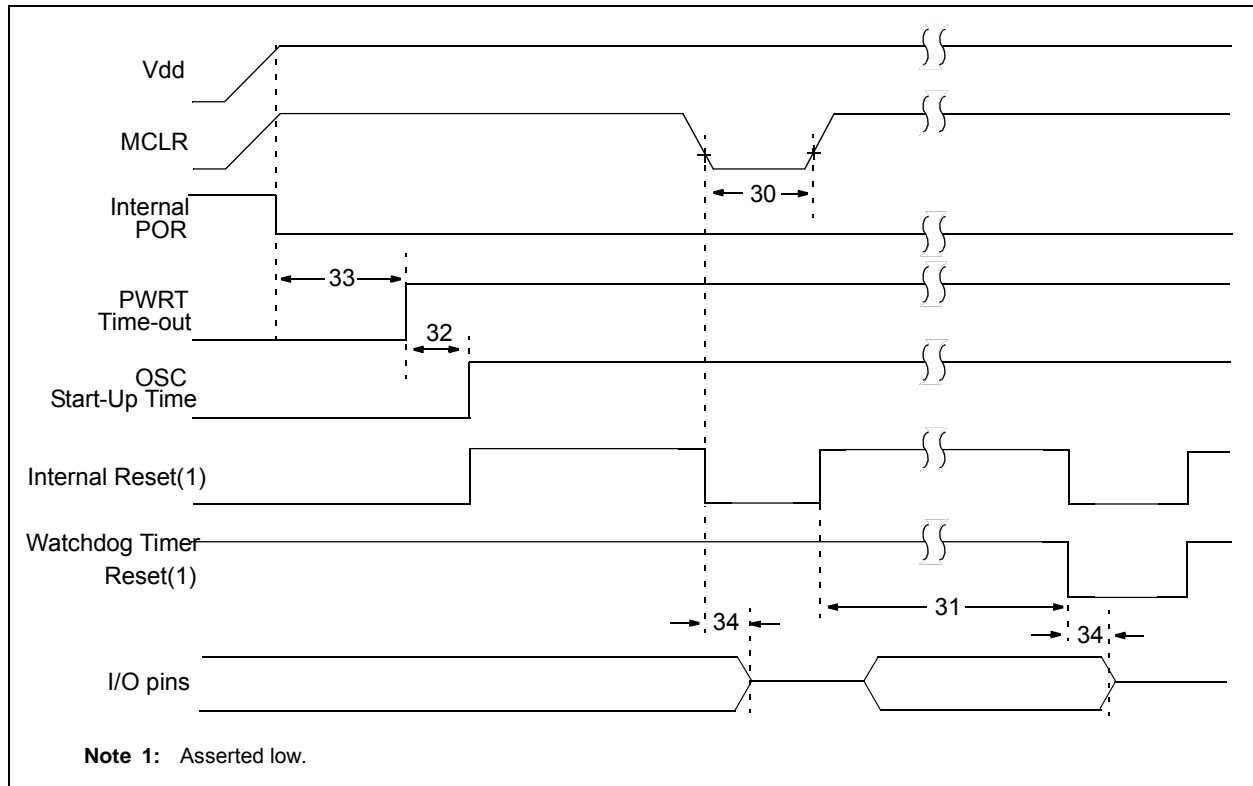 Vdd
MCLR
30
Internal
POR
33
PWRT
Time-out
32
OSC
Start-Up Time
Internal Reset(1)
Watchdog Timer
Reset(1)
31
34
34
I/O pins
Note 1: Asserted low.